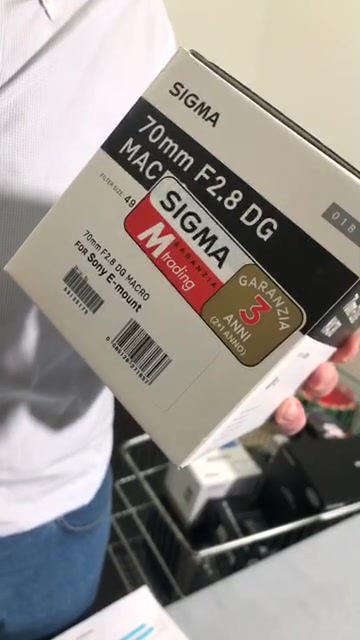 SIGMA
70mm F2.8 DG
MAC
018
FILTER SIZE 49
SIGMA
GARANZIA
M trading
GARANZIA
3
ANNI
(2+1 ANNO)
70mm F2.8 DG MACRO
FOR Sony E-mount